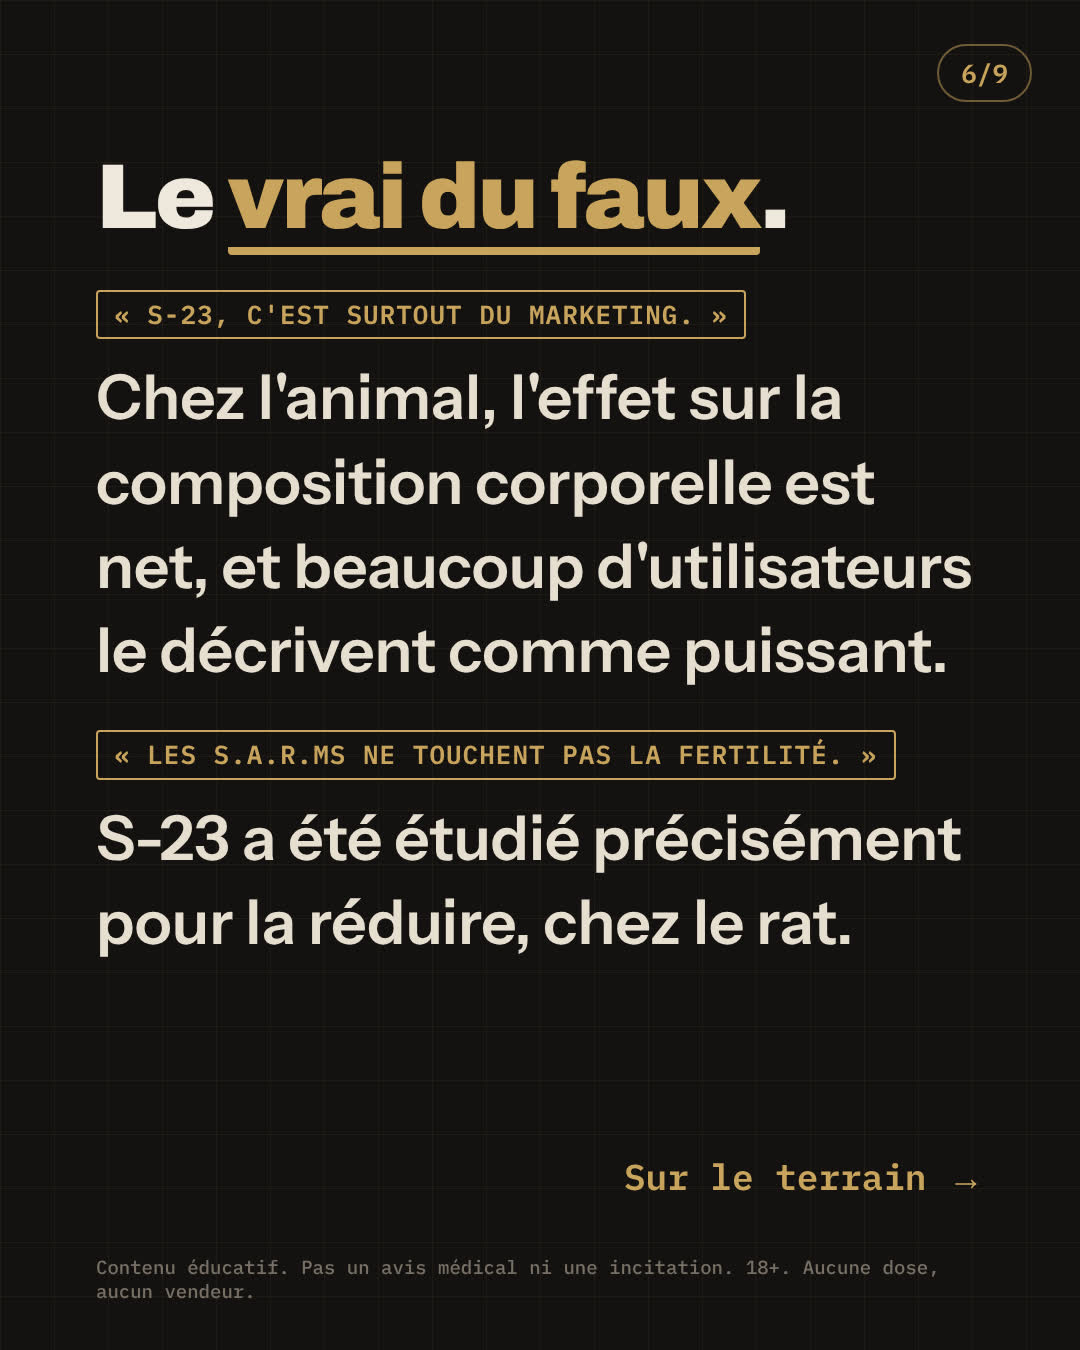 6/9
Le vrai du faux.
« S-23, C'EST SURTOUT DU MARKETING. »
Chez l'animal, l'effet sur la
composition corporelle est
net, et beaucoup d'utilisateurs
le décrivent comme puissant.
« LES S.A.R.MS NE TOUCHENT PAS LA FERTILITÉ. »
S-23 a été étudié précisément
pour la réduire, chez le rat.
Sur le terrain →
Contenu éducatif. Pas un avis médical ni une incitation. 18+. Aucune dose,
aucun vendeur.